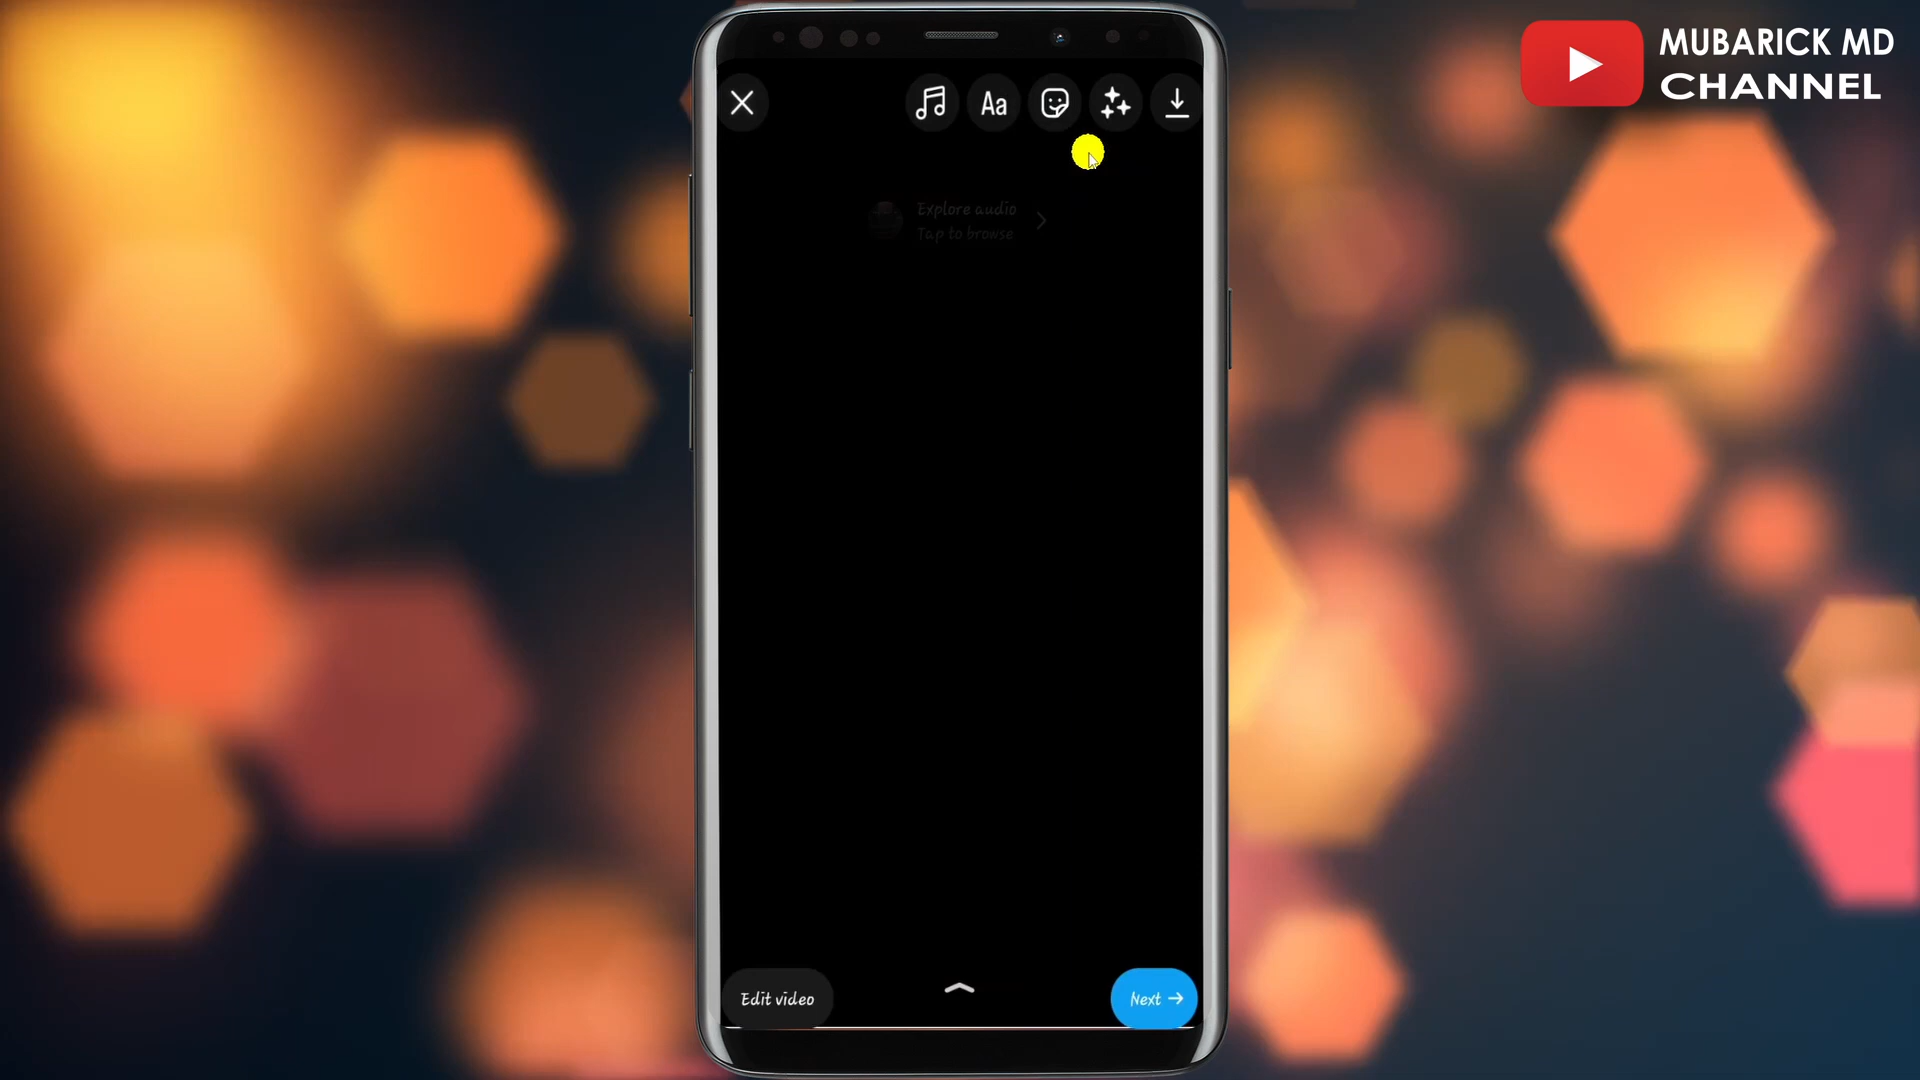 MUBARICK MD
CHANNEL
Aa
Explore audio
Tap to browse
Edit video
Next